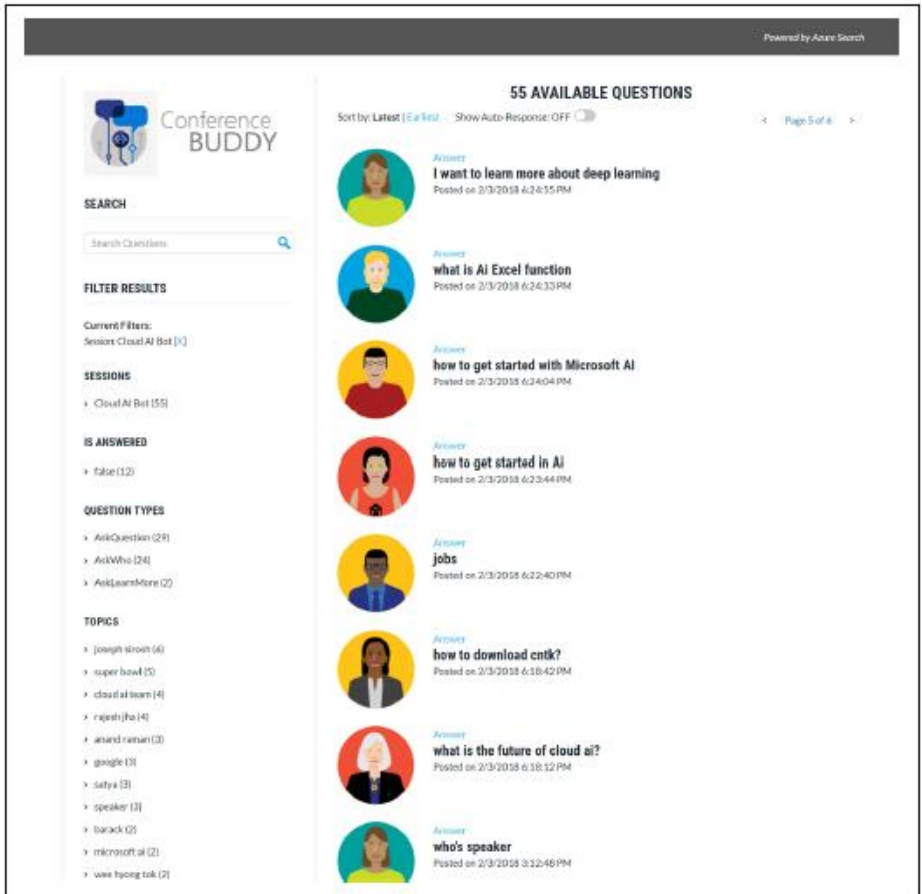 Powered by Azure Search
Conference
BUDDY
SEARCH
Search Questions
FILTER RESULTS
Current Filters:
Session: Cloud AI Bot [X]
SESSIONS
› Cloud AI Bot (55)
IS ANSWERED
› false (12)
QUESTION TYPES
› AskQuestion (29)
› AskWho (24)
› AskLearnMore (2)
TOPICS
› joseph sirosh (6)
› super bowl (5)
› cloud ai team (4)
› rajesh jha (4)
› anand raman (3)
› google (3)
› satya (3)
› speaker (3)
› barack (2)
› microsoft ai (2)
› wee hyong tok (2)
55 AVAILABLE QUESTIONS
Sort by: Latest | Earliest Show Auto-Response: OFF
‹ Page 5 of 6 ›
Answer
I want to learn more about deep learning
Posted on 2/3/2018 6:24:55 PM
Answer
what is Ai Excel function
Posted on 2/3/2018 6:24:33 PM
Answer
how to get started with Microsoft AI
Posted on 2/3/2018 6:24:04 PM
Answer
how to get started in Ai
Posted on 2/3/2018 6:23:44 PM
Answer
jobs
Posted on 2/3/2018 6:22:40 PM
Answer
how to download cntk?
Posted on 2/3/2018 6:18:42 PM
Answer
what is the future of cloud ai?
Posted on 2/3/2018 6:18:12 PM
Answer
who's speaker
Posted on 2/3/2018 3:12:48 PM